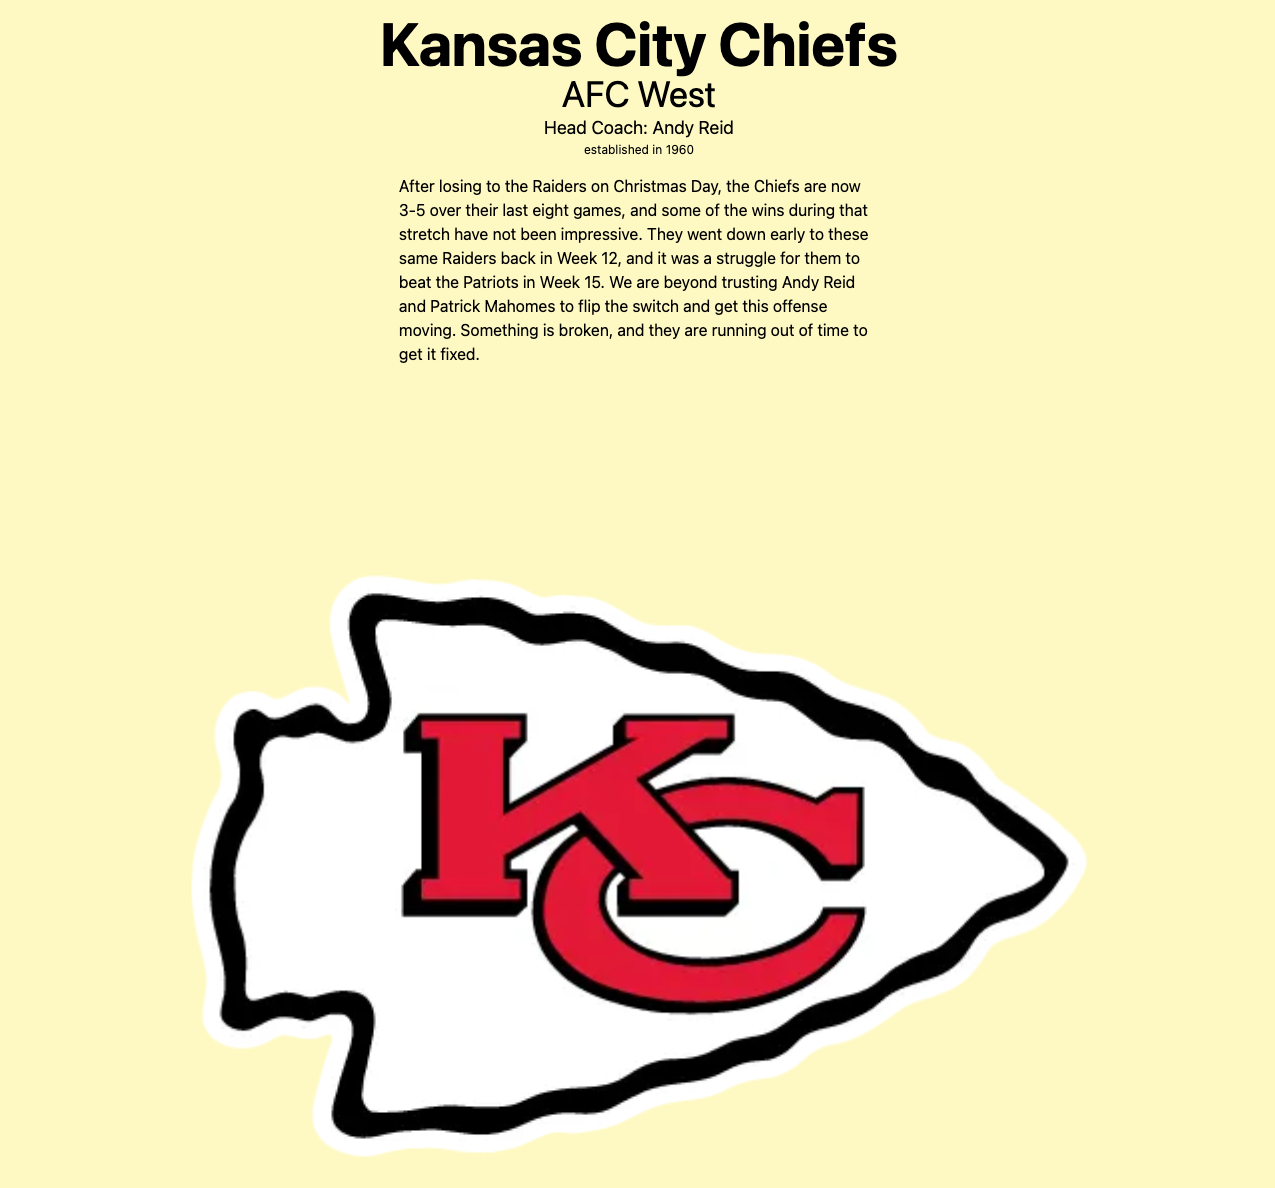 Kansas City Chiefs
AFC West
Head Coach: Andy Reid
established in 1960
After losing to the Raiders on Christmas Day, the Chiefs are now
3-5 over their last eight games, and some of the wins during that
stretch have not been impressive. They went down early to these
same Raiders back in Week 12, and it was a struggle for them to
beat the Patriots in Week 15. We are beyond trusting Andy Reid
and Patrick Mahomes to flip the switch and get this offense
moving. Something is broken, and they are running out of time to
get it fixed.
KC